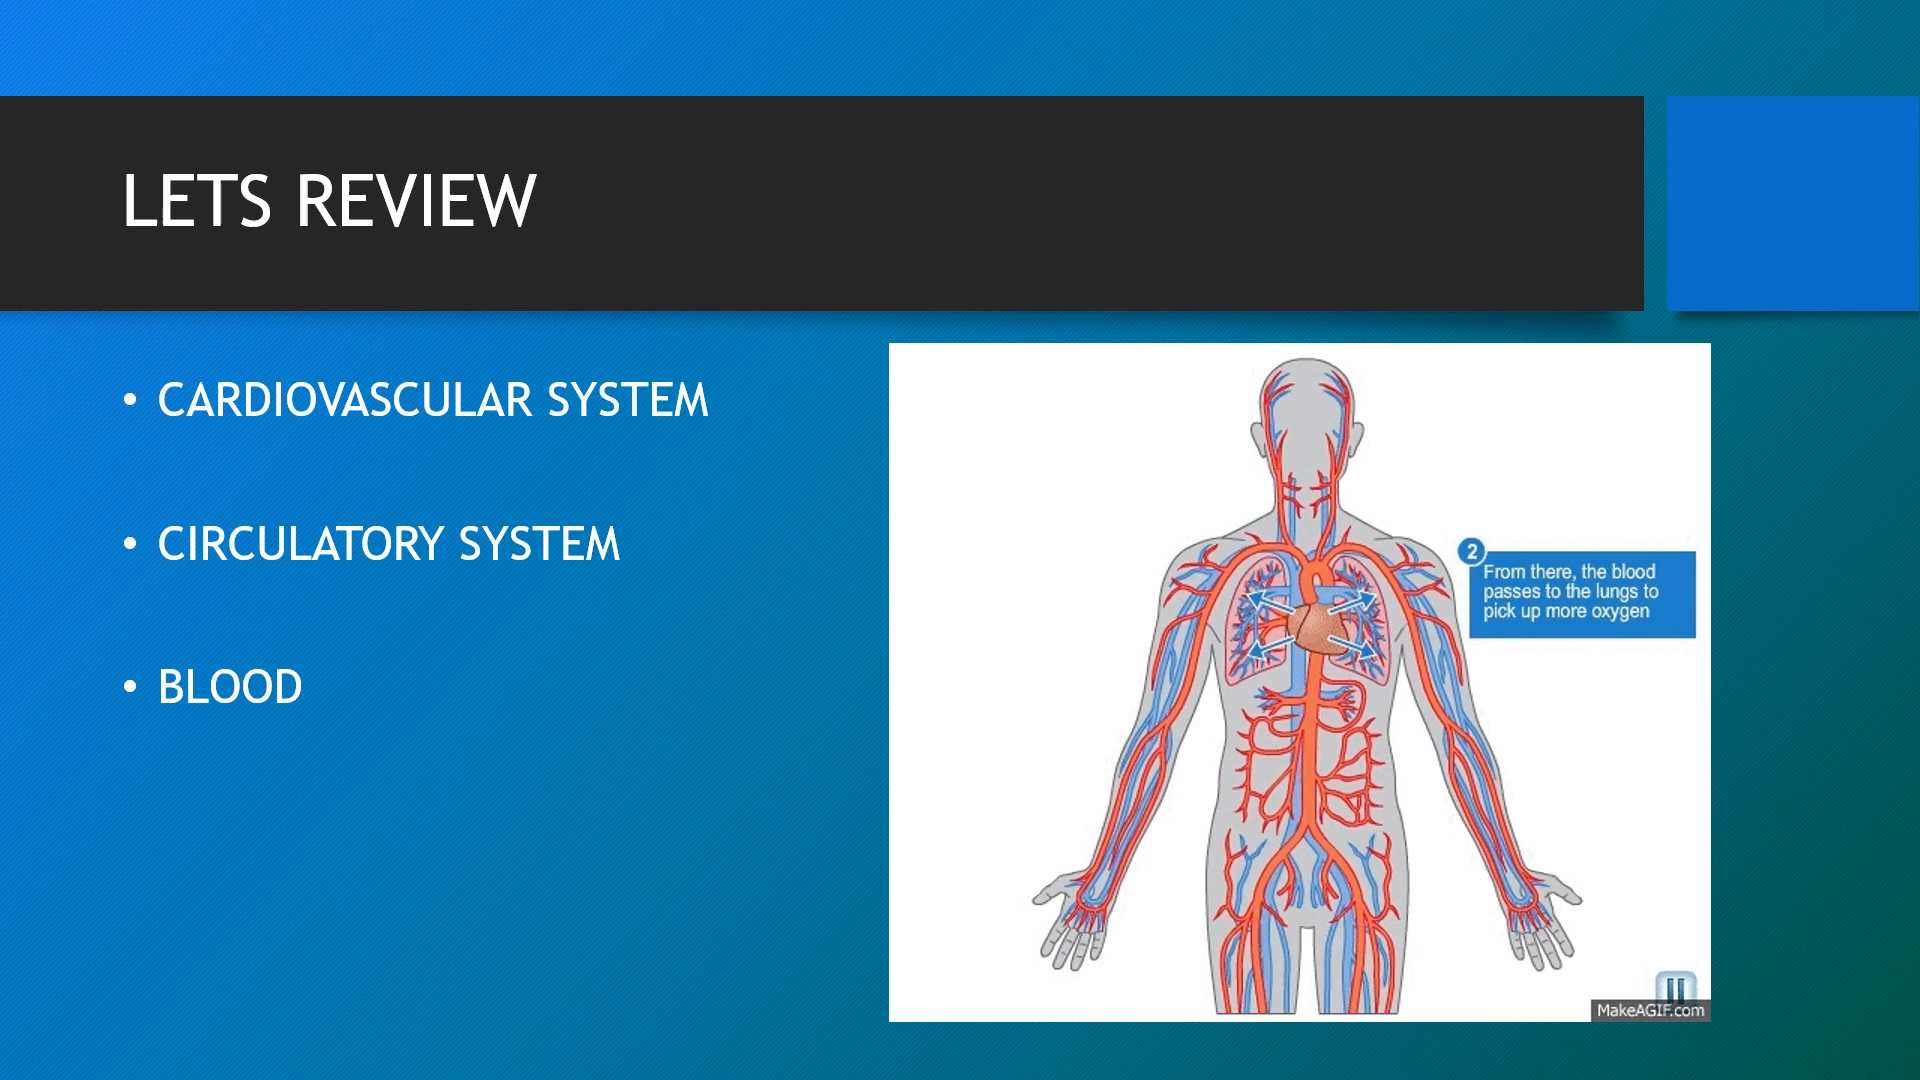 LETS REVIEW
• CARDIOVASCULAR SYSTEM
• CIRCULATORY SYSTEM
• BLOOD
2
From there, the blood
passes to the lungs to
pick up more oxygen
MakeAGIF.com